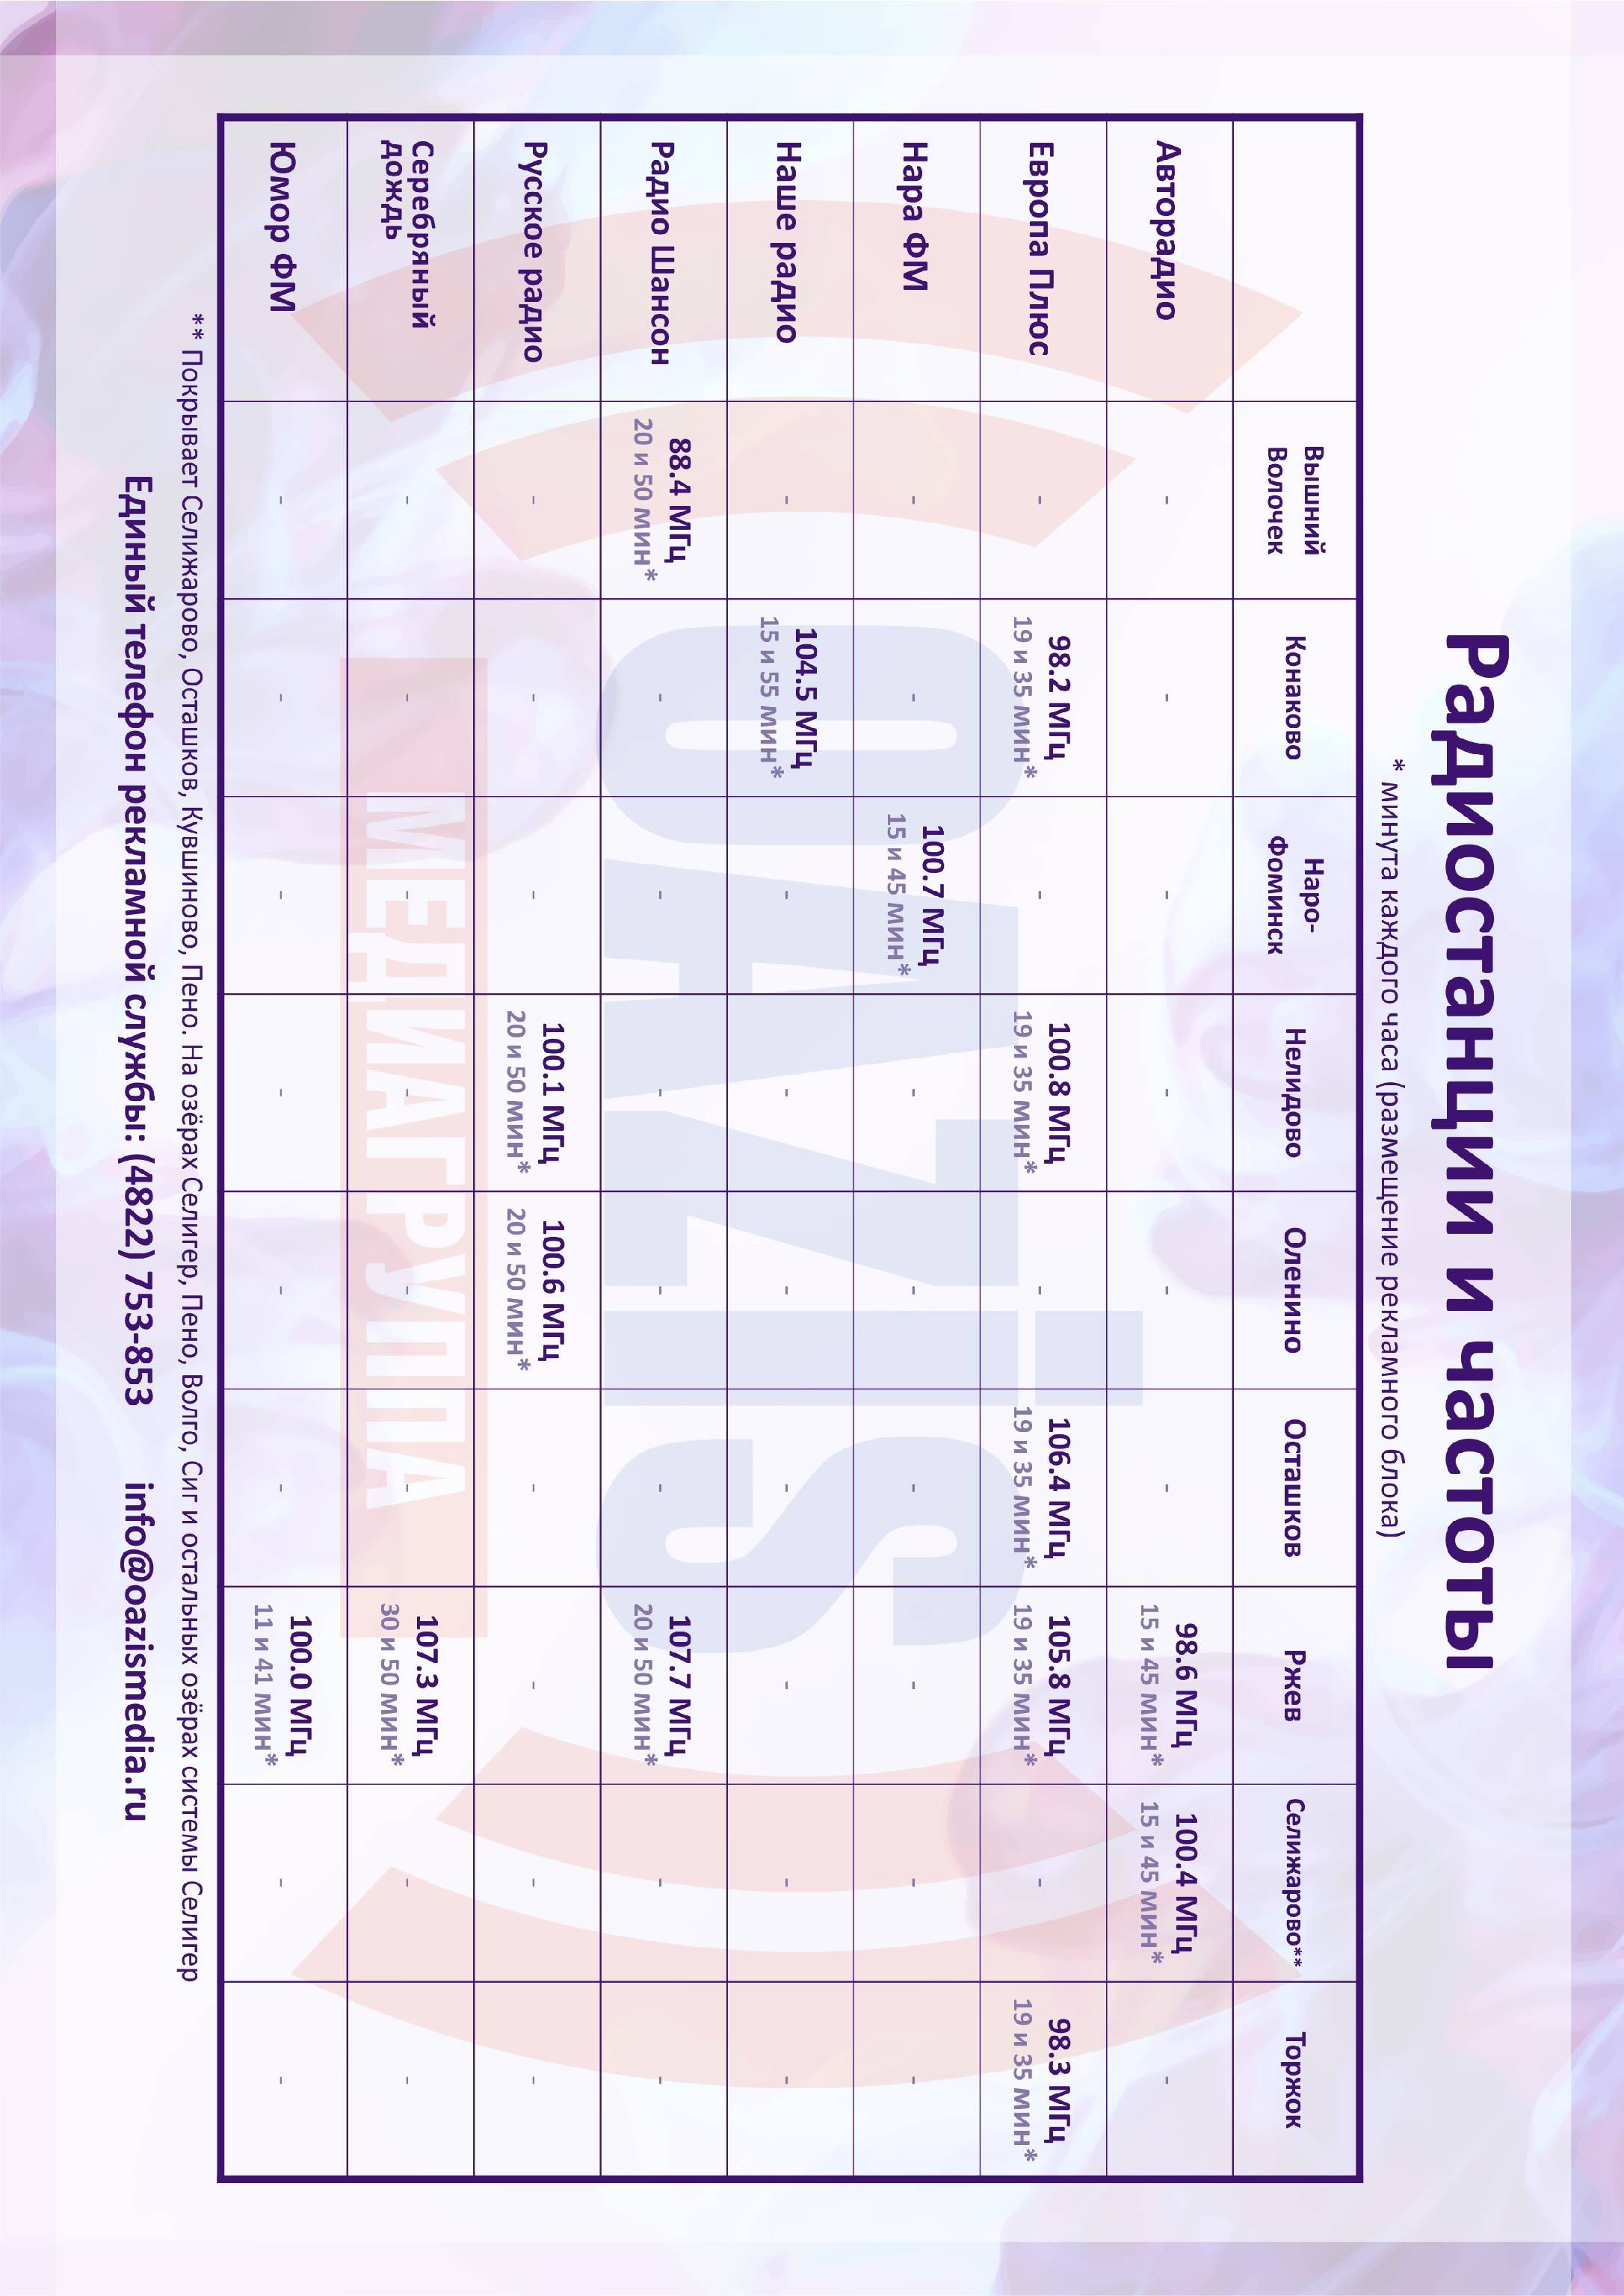 Радиостанции и частоты
* минута каждого часа (размещение рекламного блока)
Вышний Волочек Конаково Наро-Фоминск Нелидово Оленино Осташков Ржев Селижарово** Торжок
Авторадио - - - - - - 98.6 МГц - 100.4 МГц -
15 и 45 мин* 15 и 45 мин*
Европа Плюс - 98.2 МГц - 100.8 МГц - 106.4 МГц 105.8 МГц - 98.3 МГц
19 и 35 мин* 19 и 35 мин* 19 и 35 мин* 19 и 35 мин* 19 и 35 мин*
Нара ФМ - - 100.7 МГц - - - - - -
15 и 45 мин*
Наше радио - 104.5 МГц - - - - - - -
15 и 55 мин*
Радио Шансон 88.4 МГц - - - - - 107.7 МГц - -
20 и 50 мин* 20 и 50 мин*
Русское радио - - - 100.1 МГц 100.6 МГц - - - -
20 и 50 мин* 20 и 50 мин*
Серебряный дождь - - - - - - 107.3 МГц - -
30 и 50 мин*
Юмор ФМ - - - - - - 100.0 МГц - -
11 и 41 мин*
OAZiS
МЕДИАГРУППА
** Покрывает Селижарово, Осташков, Кувшиново, Пено. На озёрах Селигер, Пено, Волго, Сиг и остальных озёрах системы Селигер
Единый телефон рекламной службы: (4822) 753-853 info@oazismedia.ru